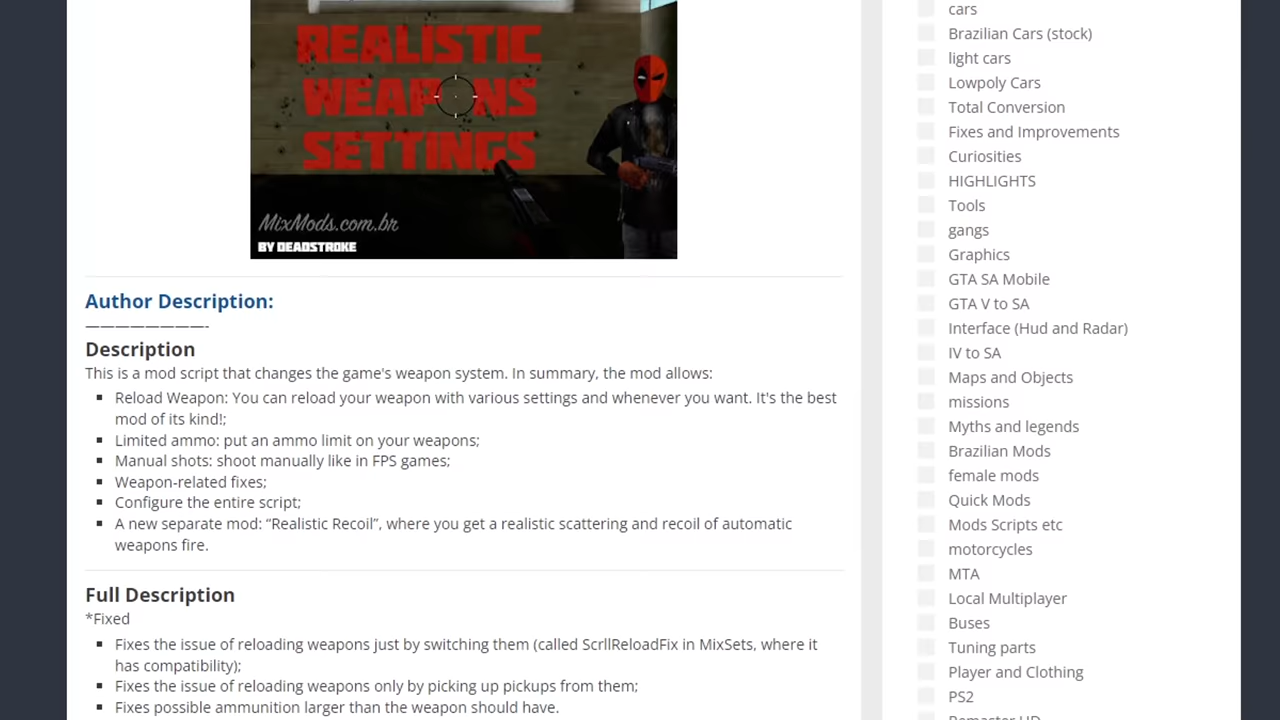 REALISTIC
WEAPONS
SETTINGS
MixMods.com.br
BY DEADSTROKE
Author Description:
————————-
Description
This is a mod script that changes the game's weapon system. In summary, the mod allows:
Reload Weapon: You can reload your weapon with various settings and whenever you want. It's the best
mod of its kind!;
Limited ammo: put an ammo limit on your weapons;
Manual shots: shoot manually like in FPS games;
Weapon-related fixes;
Configure the entire script;
A new separate mod: “Realistic Recoil”, where you get a realistic scattering and recoil of automatic
weapons fire.
Full Description
*Fixed
Fixes the issue of reloading weapons just by switching them (called ScrllReloadFix in MixSets, where it
has compatibility);
Fixes the issue of reloading weapons only by picking up pickups from them;
Fixes possible ammunition larger than the weapon should have.
cars
Brazilian Cars (stock)
light cars
Lowpoly Cars
Total Conversion
Fixes and Improvements
Curiosities
HIGHLIGHTS
Tools
gangs
Graphics
GTA SA Mobile
GTA V to SA
Interface (Hud and Radar)
IV to SA
Maps and Objects
missions
Myths and legends
Brazilian Mods
female mods
Quick Mods
Mods Scripts etc
motorcycles
MTA
Local Multiplayer
Buses
Tuning parts
Player and Clothing
PS2
Remaster HD